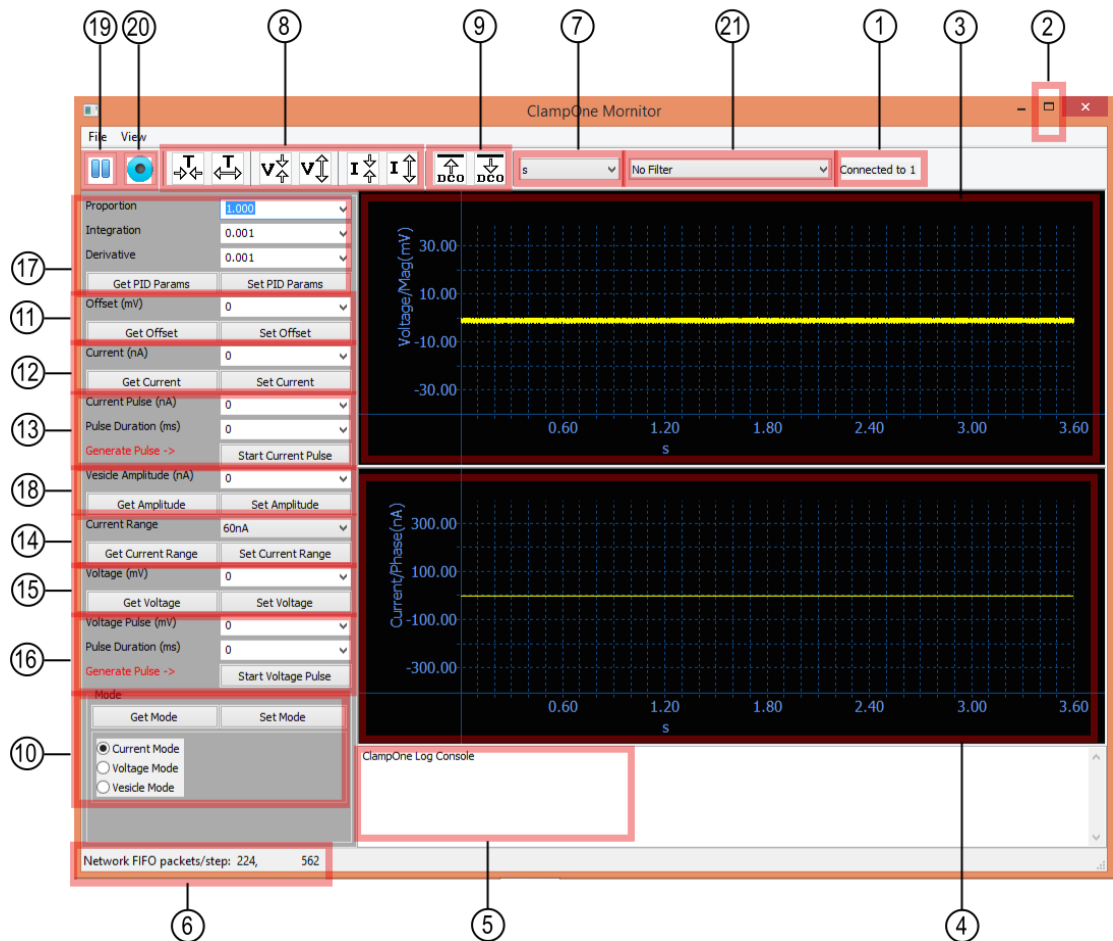 19 20 8 9 7 21 1 3 2
ClampOne Mornitor
File View
T T V V I I DCO DCO s No Filter Connected to 1
Proportion 1.000
Integration 0.001
Derivative 0.001
17
Get PID Params Set PID Params
Offset (mV) 0
11
Get Offset Set Offset
Current (nA) 0
12
Get Current Set Current
Current Pulse (nA) 0
13
Pulse Duration (ms) 0
Generate Pulse -> Start Current Pulse
Vesicle Amplitude (nA) 0
18
Get Amplitude Set Amplitude
Current Range 60nA
14
Get Current Range Set Current Range
Voltage (mV) 0
15
Get Voltage Set Voltage
Voltage Pulse (mV) 0
Pulse Duration (ms) 0
16
Generate Pulse -> Start Voltage Pulse
Mode
Get Mode Set Mode
10
Current Mode
Voltage Mode
Vesicle Mode
Voltage/Mag(mV)
30.00
10.00
-10.00
-30.00
0.60 1.20 1.80 2.40 3.00 3.60
s
Current/Phase(nA)
300.00
100.00
-100.00
-300.00
0.60 1.20 1.80 2.40 3.00 3.60
s
ClampOne Log Console
Network FIFO packets/step: 224, 562
6 5 4